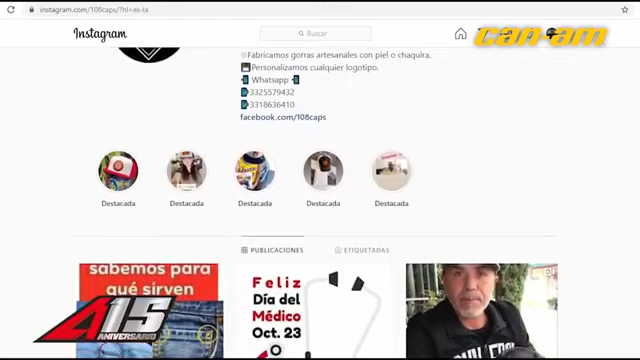 instagram.com/108caps/?hl=es-la
Instagram
Buscar
can-am
Fabricamos gorras artesanales con piel o chaquira.
Personalizamos cualquier logotipo.
Whatsapp
3325579432
3318636410
facebook.com/108caps
Destacada
Destacada
Destacada
Destacada
Destacada
PUBLICACIONES
ETIQUETADAS
sabemos para
qué sirven
Feliz
Día del
Médico
Oct. 23
A15
ANIVERSARIO